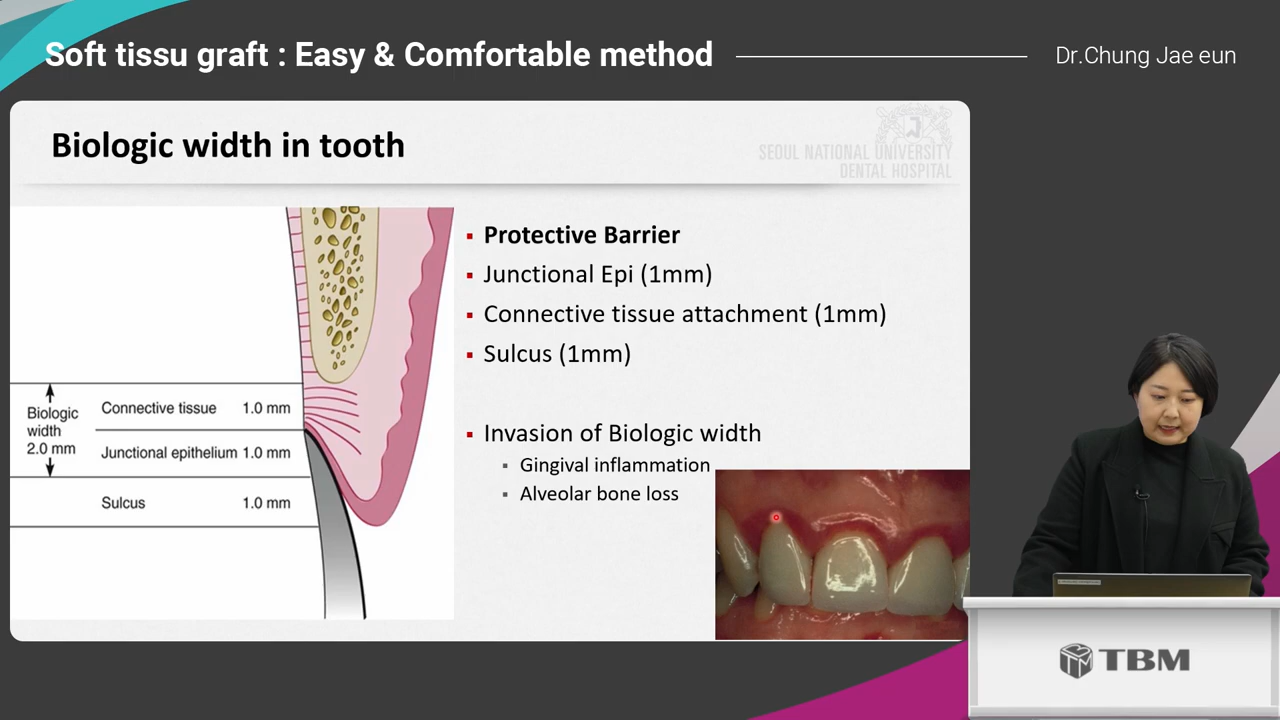 Soft tissu graft : Easy & Comfortable method
Dr.Chung Jae eun
Biologic width in tooth
SEOUL NATIONAL UNIVERSITY
DENTAL HOSPITAL
Protective Barrier
Junctional Epi (1mm)
Connective tissue attachment (1mm)
Sulcus (1mm)
Biologic
width
2.0 mm
Connective tissue 1.0 mm
Junctional epithelium 1.0 mm
Sulcus 1.0 mm
Invasion of Biologic width
Gingival inflammation
Alveolar bone loss
TBM